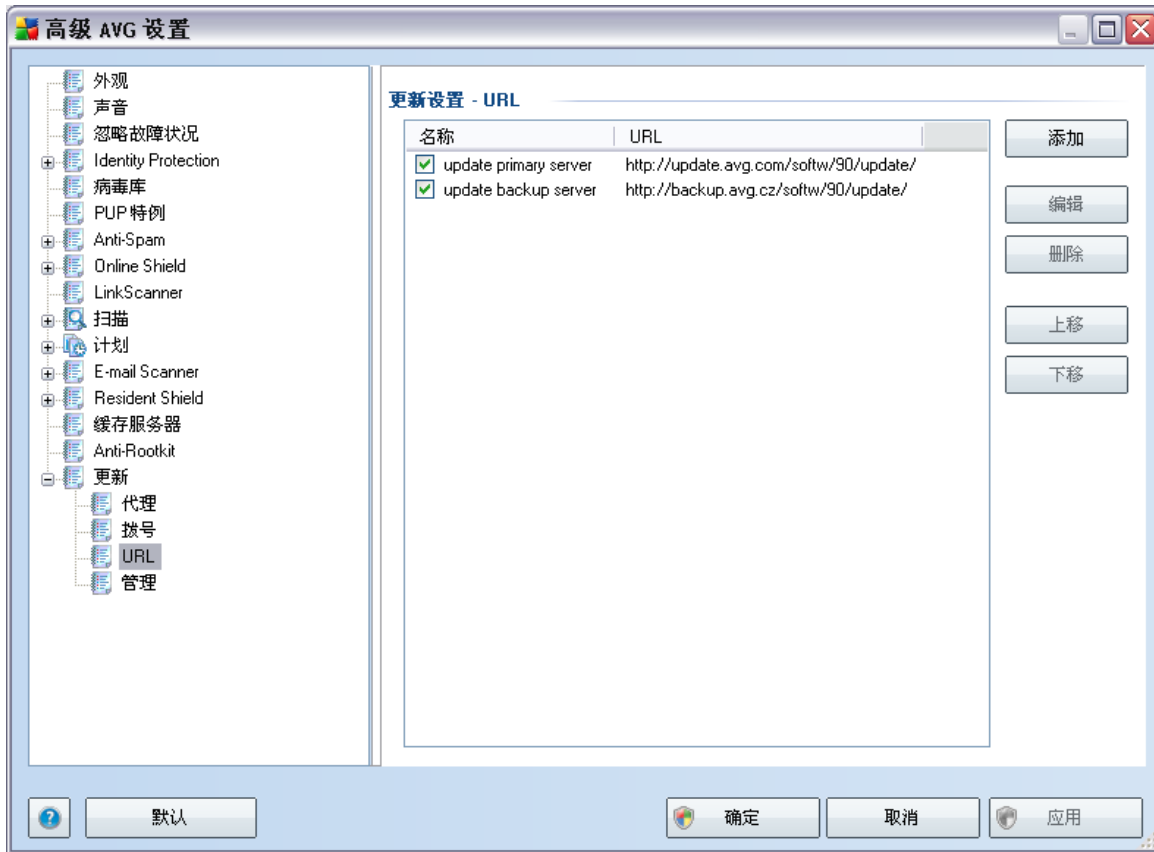 高级 AVG 设置
外观
声音
忽略故障状况
Identity Protection
病毒库
PUP 特例
Anti-Spam
Online Shield
LinkScanner
扫描
计划
E-mail Scanner
Resident Shield
缓存服务器
Anti-Rootkit
更新
代理
拨号
URL
管理
更新设置 - URL
名称 URL
update primary server http://update.avg.com/softw/90/update/
update backup server http://backup.avg.cz/softw/90/update/
添加
编辑
删除
上移
下移
默认 确定 取消 应用